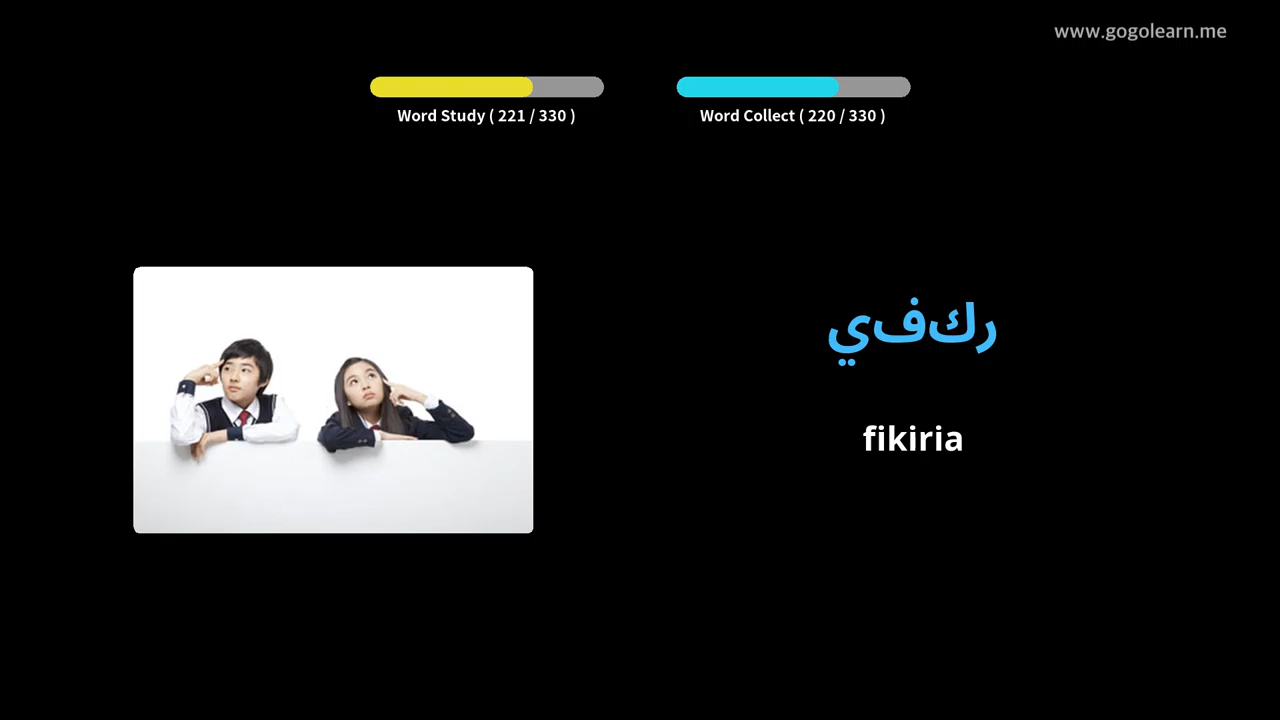 www.gogolearn.me
Word Study ( 221 / 330 )
Word Collect ( 220 / 330 )
ركفي
fikiria